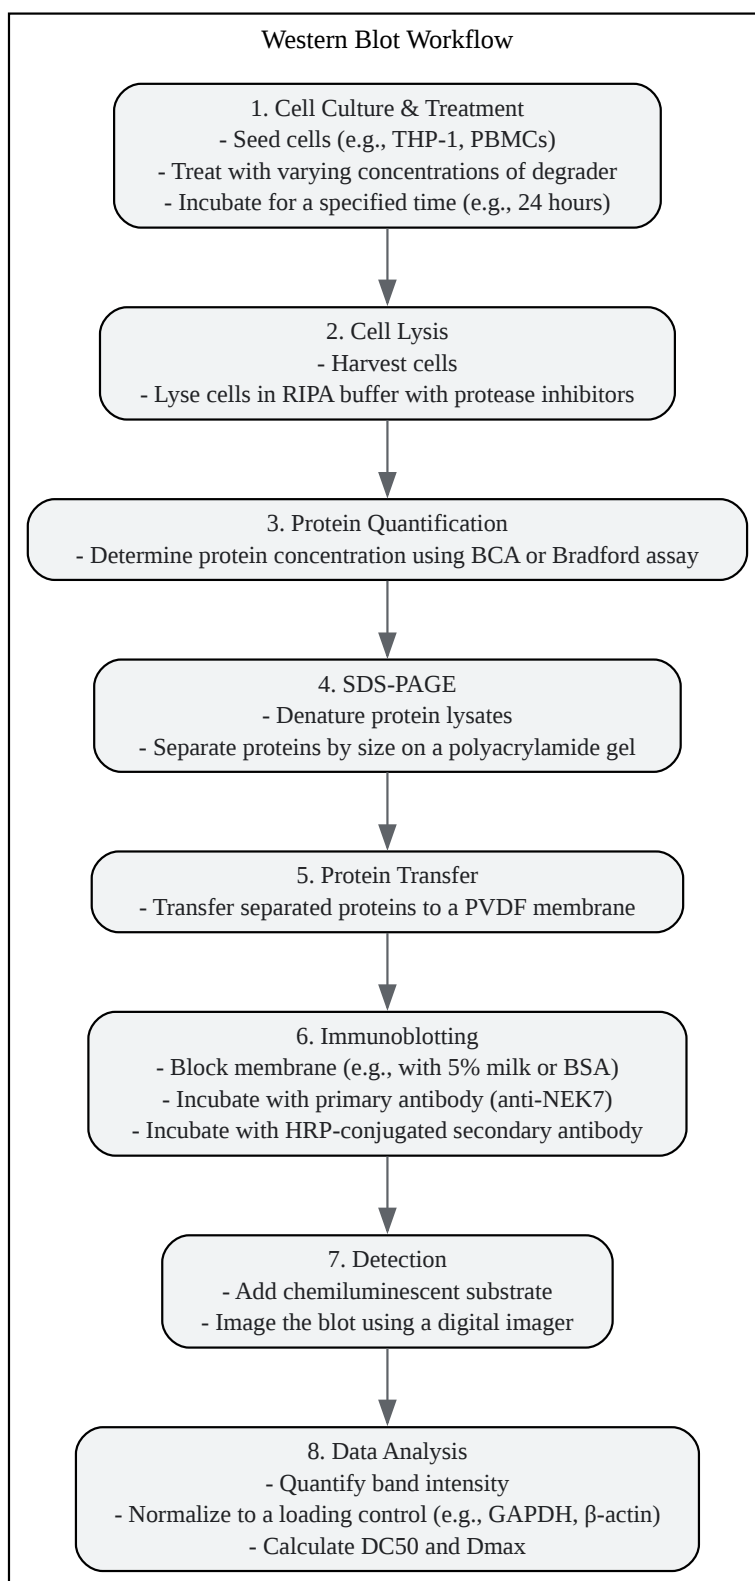 Western Blot Workflow
1. Cell Culture & Treatment
- Seed cells (e.g., THP-1, PBMCs)
- Treat with varying concentrations of degrader
- Incubate for a specified time (e.g., 24 hours)
2. Cell Lysis
- Harvest cells
- Lyse cells in RIPA buffer with protease inhibitors
3. Protein Quantification
- Determine protein concentration using BCA or Bradford assay
4. SDS-PAGE
- Denature protein lysates
- Separate proteins by size on a polyacrylamide gel
5. Protein Transfer
- Transfer separated proteins to a PVDF membrane
6. Immunoblotting
- Block membrane (e.g., with 5% milk or BSA)
- Incubate with primary antibody (anti-NEK7)
- Incubate with HRP-conjugated secondary antibody
7. Detection
- Add chemiluminescent substrate
- Image the blot using a digital imager
8. Data Analysis
- Quantify band intensity
- Normalize to a loading control (e.g., GAPDH, β-actin)
- Calculate DC50 and Dmax